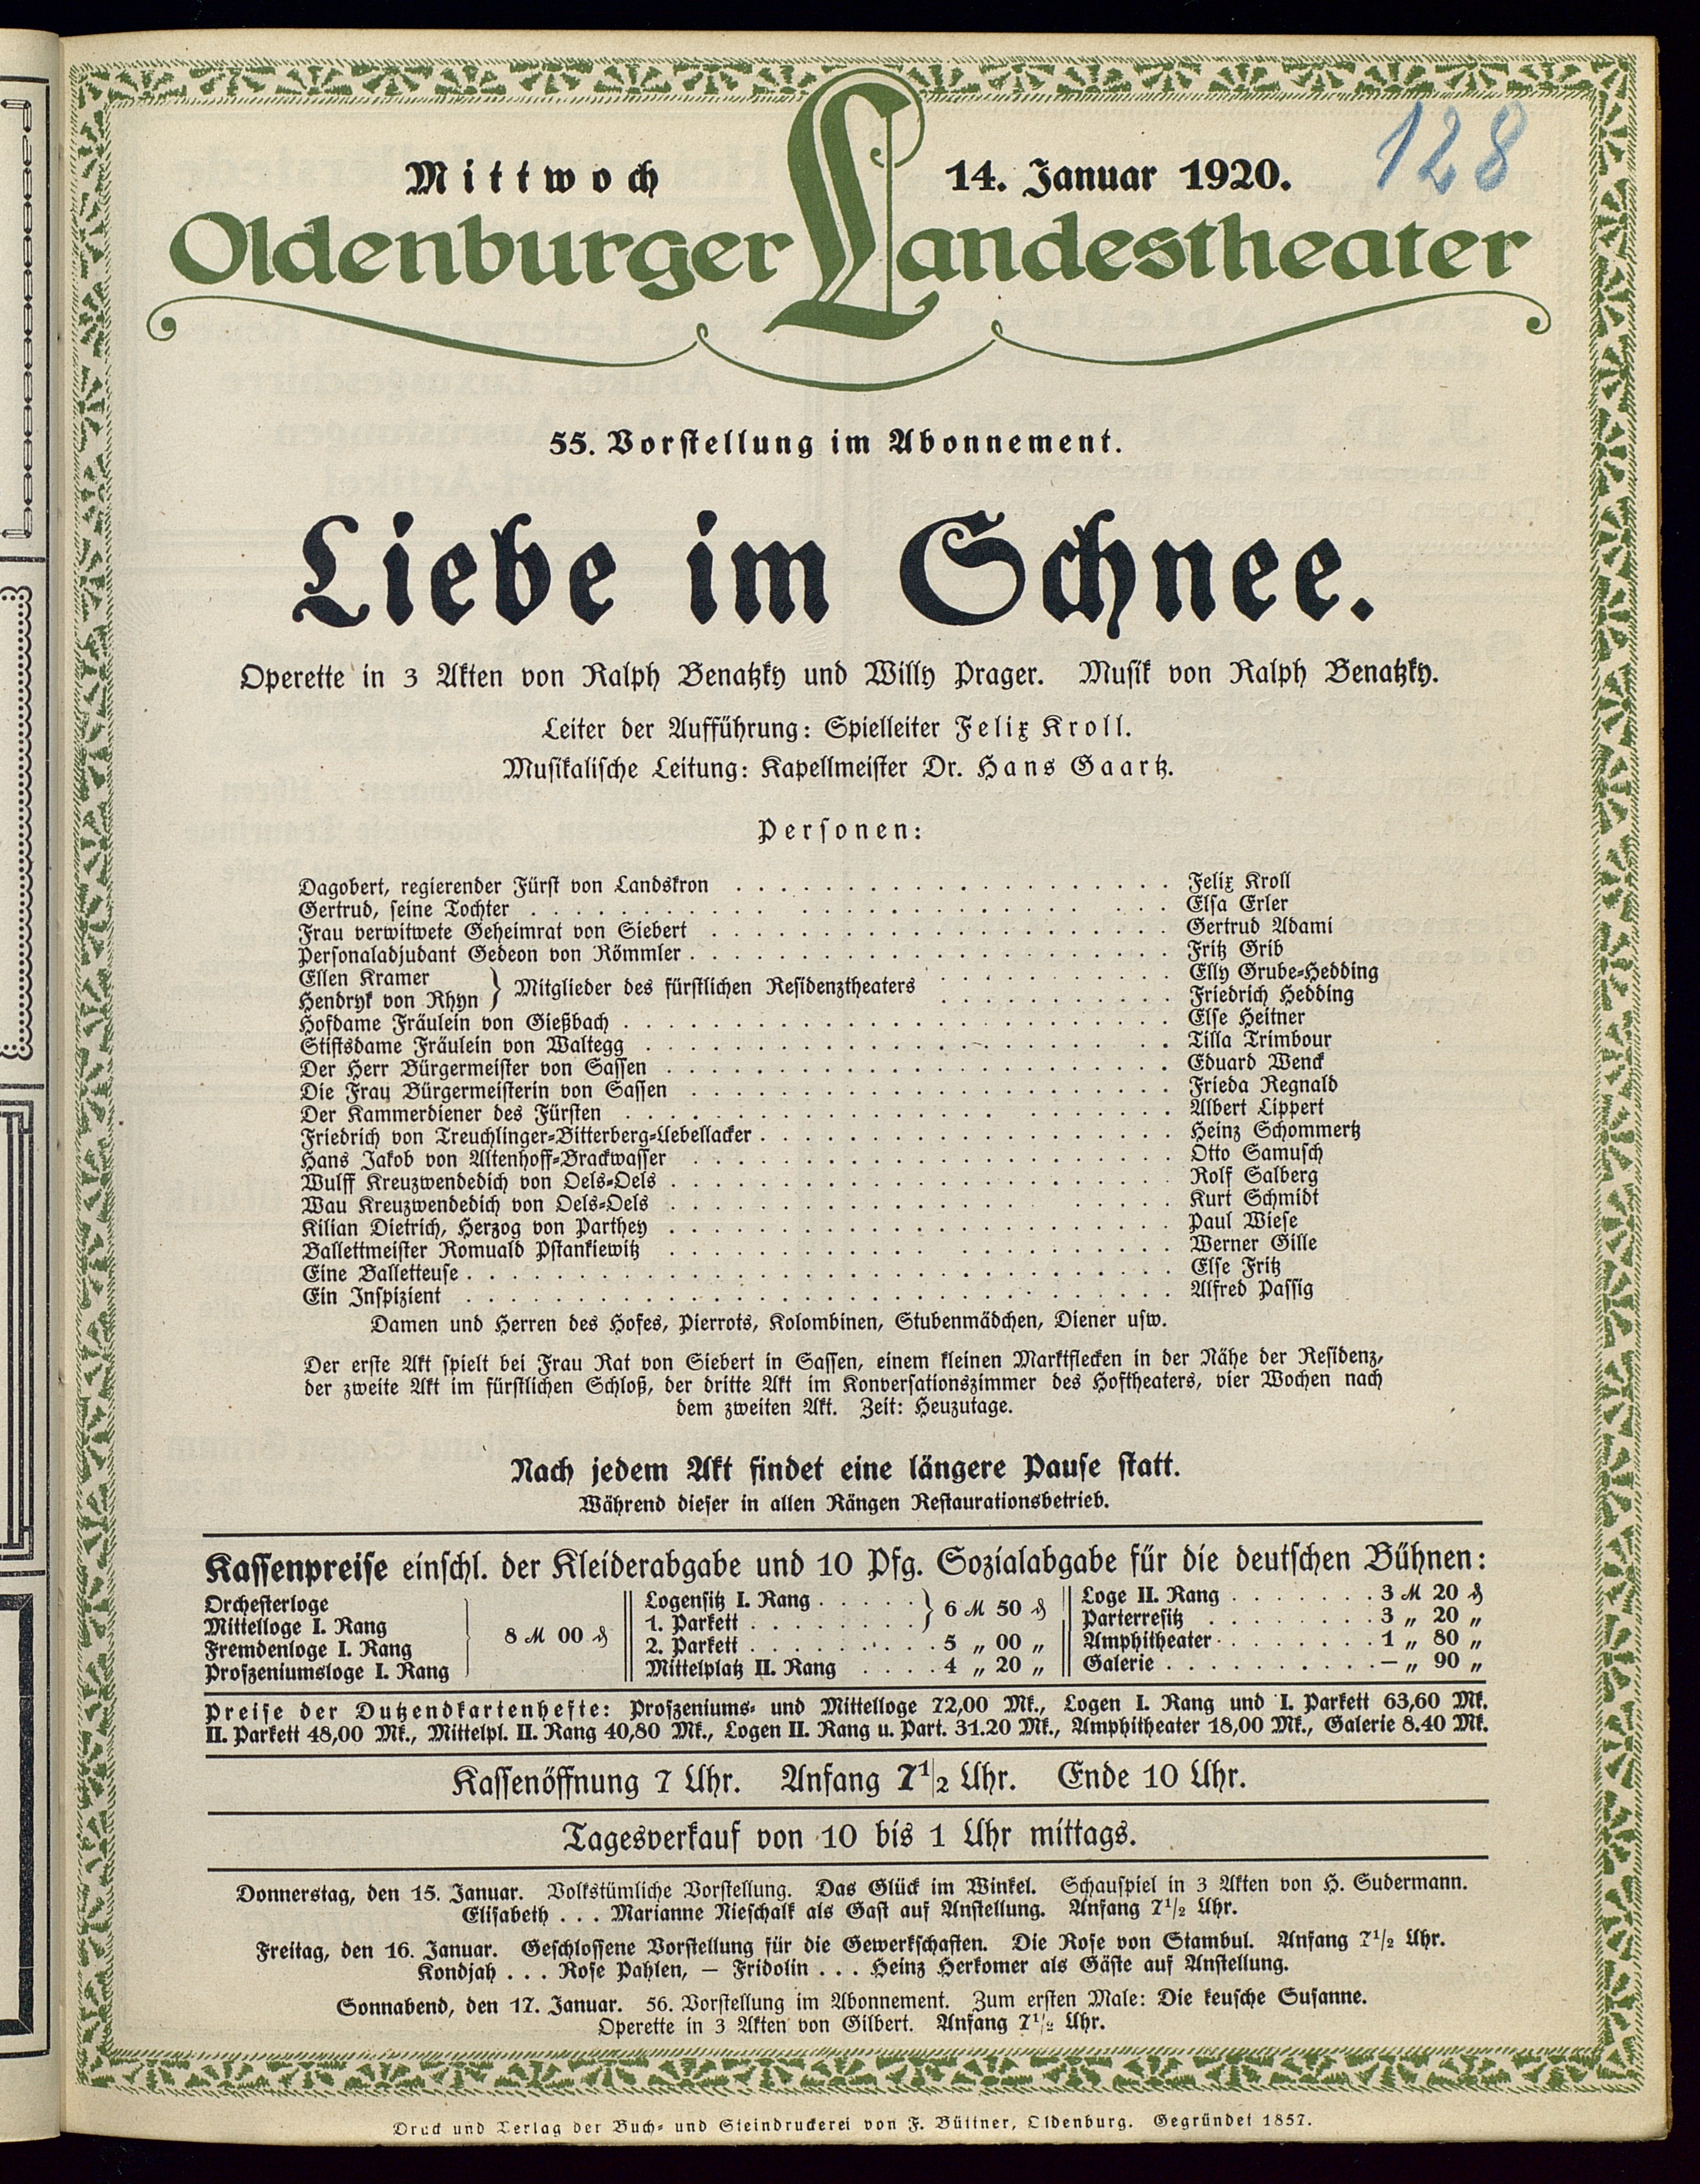 Mittwoch 14. Januar 1920.
128
Oldenburger Landestheater
55. Vorstellung im Abonnement.
Liebe im Schnee.
Operette in 3 Akten von Ralph Benatzky und Willy Prager. Musik von Ralph Benatzky.
Leiter der Aufführung: Spielleiter Felix Kroll.
Musikalische Leitung: Kapellmeister Dr. Hans Gaartz.
Personen:
Dagobert, regierender Fürst von Landskron . . . Felix Kroll
Gertrud, seine Tochter . . . Elsa Erler
Frau verwitwete Geheimrat von Siebert . . . Gertrud Adami
Personaladjudant Gedeon von Römmler . . . Fritz Grib
Ellen Kramer } Mitglieder des fürstlichen Residenztheaters . . . Elly Grube-Hedding
Hendryk von Rhyn } . . . Friedrich Hedding
Hofdame Fräulein von Gießbach . . . Else Heitner
Stiftsdame Fräulein von Waltegg . . . Tilla Trimbour
Der Herr Bürgermeister von Sassen . . . Eduard Wenck
Die Frau Bürgermeisterin von Sassen . . . Frieda Regnald
Der Kammerdiener des Fürsten . . . Albert Lippert
Friedrich von Treuchlinger-Bitterberg-Uebellacker . . . Heinz Schommertz
Hans Jakob von Altenhoff-Brackwasser . . . Otto Samusch
Wulff Kreuzwendedich von Oels-Oels . . . Rolf Salberg
Wau Kreuzwendedich von Oels-Oels . . . Kurt Schmidt
Kilian Dietrich, Herzog von Parthey . . . Paul Wiese
Ballettmeister Romuald Pstankiewitz . . . Werner Gille
Eine Balletteuse . . . Else Fritz
Ein Inspizient . . . Alfred Passig
Damen und Herren des Hofes, Pierrots, Kolombinen, Stubenmädchen, Diener usw.
Der erste Akt spielt bei Frau Rat von Siebert in Sassen, einem kleinen Marktflecken in der Nähe der Residenz,
der zweite Akt im fürstlichen Schloß, der dritte Akt im Konversationszimmer des Hoftheaters, vier Wochen nach
dem zweiten Akt. Zeit: Heuzutage.
Nach jedem Akt findet eine längere Pause statt.
Während dieser in allen Rängen Restaurationsbetrieb.
Kassenpreise einschl. der Kleiderabgabe und 10 Pfg. Sozialabgabe für die deutschen Bühnen:
Orchesterloge
Mittelloge I. Rang
Fremdenloge I. Rang
Proszeniumsloge I. Rang
8 M 00 ₰
Logensitz I. Rang . . . . . } 6 M 50 ₰
1. Parkett . . . . . . . . }
2. Parkett . . . . . . . . . 5 „ 00 „
Mittelplatz II. Rang . . . . 4 „ 20 „
Loge II. Rang . . . . . . . 3 M 20 ₰
Parterresitz . . . . . . . . 3 „ 20 „
Amphitheater . . . . . . . . 1 „ 80 „
Galerie . . . . . . . . . . — „ 90 „
Preise der Dutzendkartenhefte: Proszeniums- und Mittelloge 72,00 Mk., Logen I. Rang und I. Parkett 63,60 Mk.
II. Parkett 48,00 Mk., Mittelpl. II. Rang 40,80 Mk., Logen II. Rang u. Part. 31.20 Mk., Amphitheater 18,00 Mk., Galerie 8.40 Mk.
Kassenöffnung 7 Uhr. Anfang 7 1/2 Uhr. Ende 10 Uhr.
Tagesverkauf von 10 bis 1 Uhr mittags.
Donnerstag, den 15. Januar. Volkstümliche Vorstellung. Das Glück im Winkel. Schauspiel in 3 Akten von H. Sudermann.
Elisabeth . . . Marianne Nieschalk als Gast auf Anstellung. Anfang 7 1/2 Uhr.
Freitag, den 16. Januar. Geschlossene Vorstellung für die Gewerkschaften. Die Rose von Stambul. Anfang 7 1/2 Uhr.
Kondjah . . . Rose Pahlen, — Fridolin . . . Heinz Herkomer als Gäste auf Anstellung.
Sonnabend, den 17. Januar. 56. Vorstellung im Abonnement. Zum ersten Male: Die keusche Susanne.
Operette in 3 Akten von Gilbert. Anfang 7 1/2 Uhr.
Druck und Verlag der Buch- und Steindruckerei von F. Büttner, Oldenburg. Gegründet 1857.